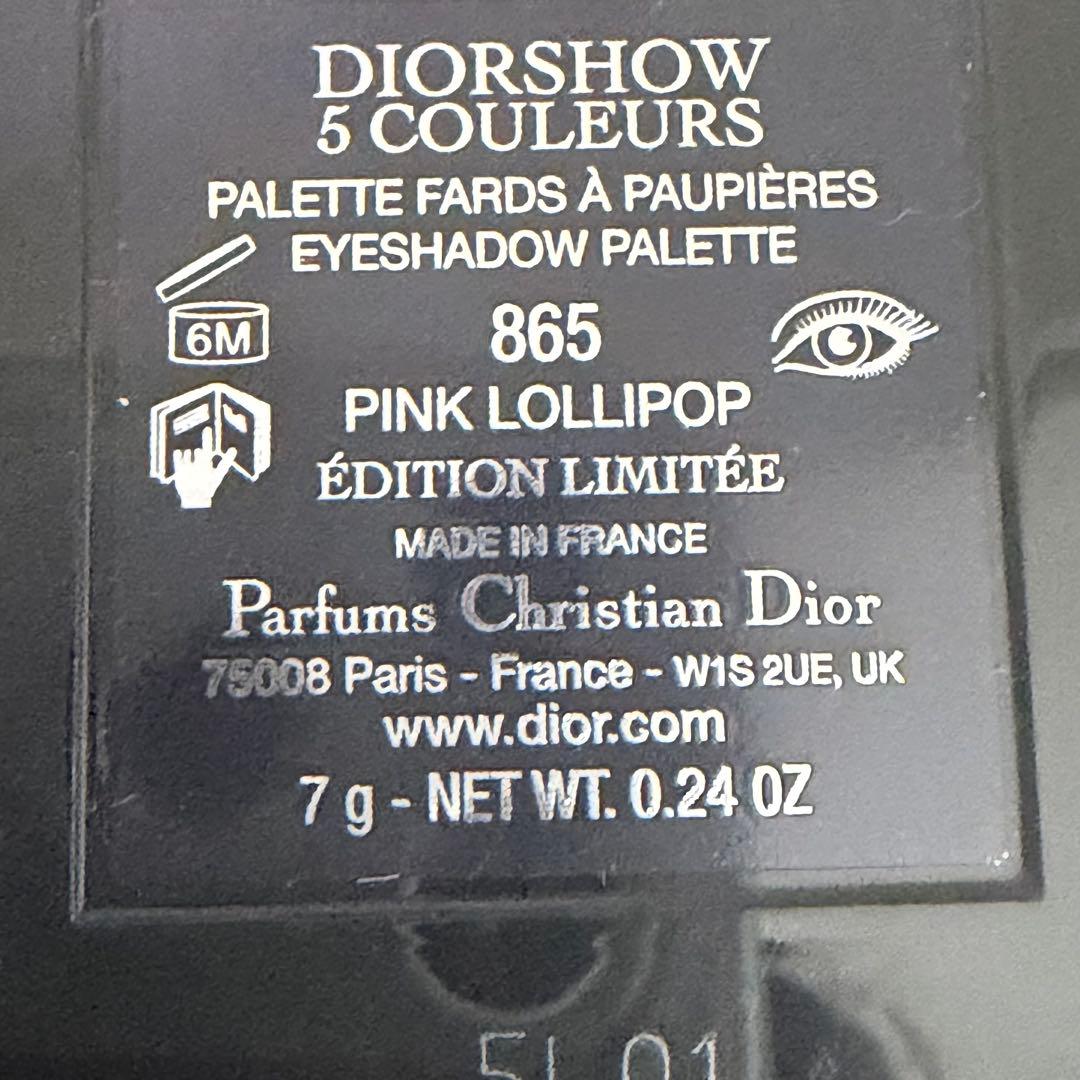 DIORSHOW
5 COULEURS
PALETTE FARDS À PAUPIÈRES
EYESHADOW PALETTE
6M
865
PINK LOLLIPOP
ÉDITION LIMITÉE
MADE IN FRANCE
Parfums Christian Dior
75008 Paris - France - W1S 2UE, UK
www.dior.com
7 g - NET WT. 0.24 OZ